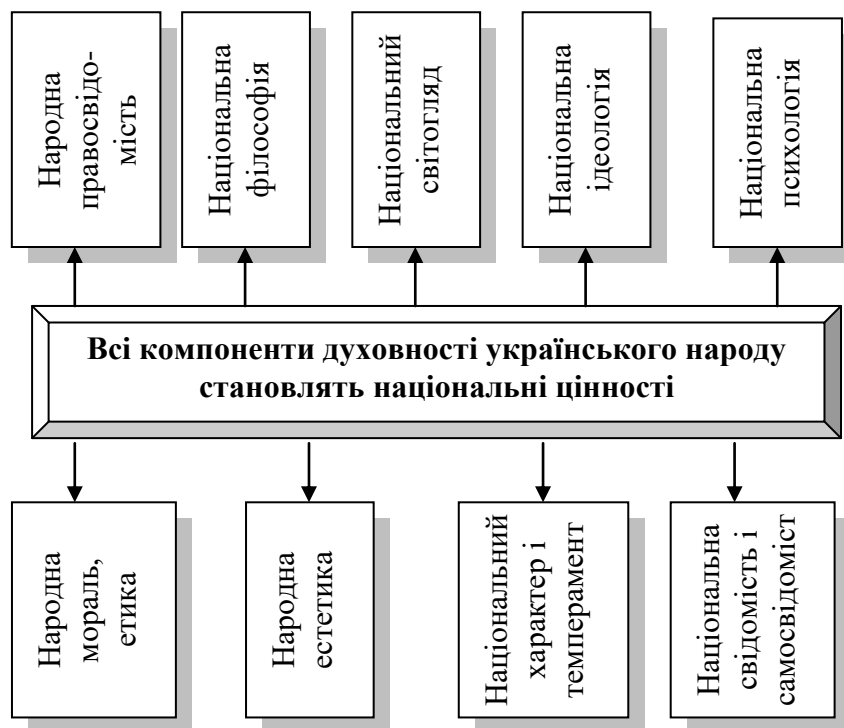 Народна
правосвідо-
мість
Національна
філософія
Національний
світогляд
Національна
ідеологія
Національна
психологія
Всі компоненти духовності українського народу
становлять національні цінності
Народна
мораль,
етика
Народна
естетика
Національний
характер і
темперамент
Національна
свідомість і
самосвідоміст